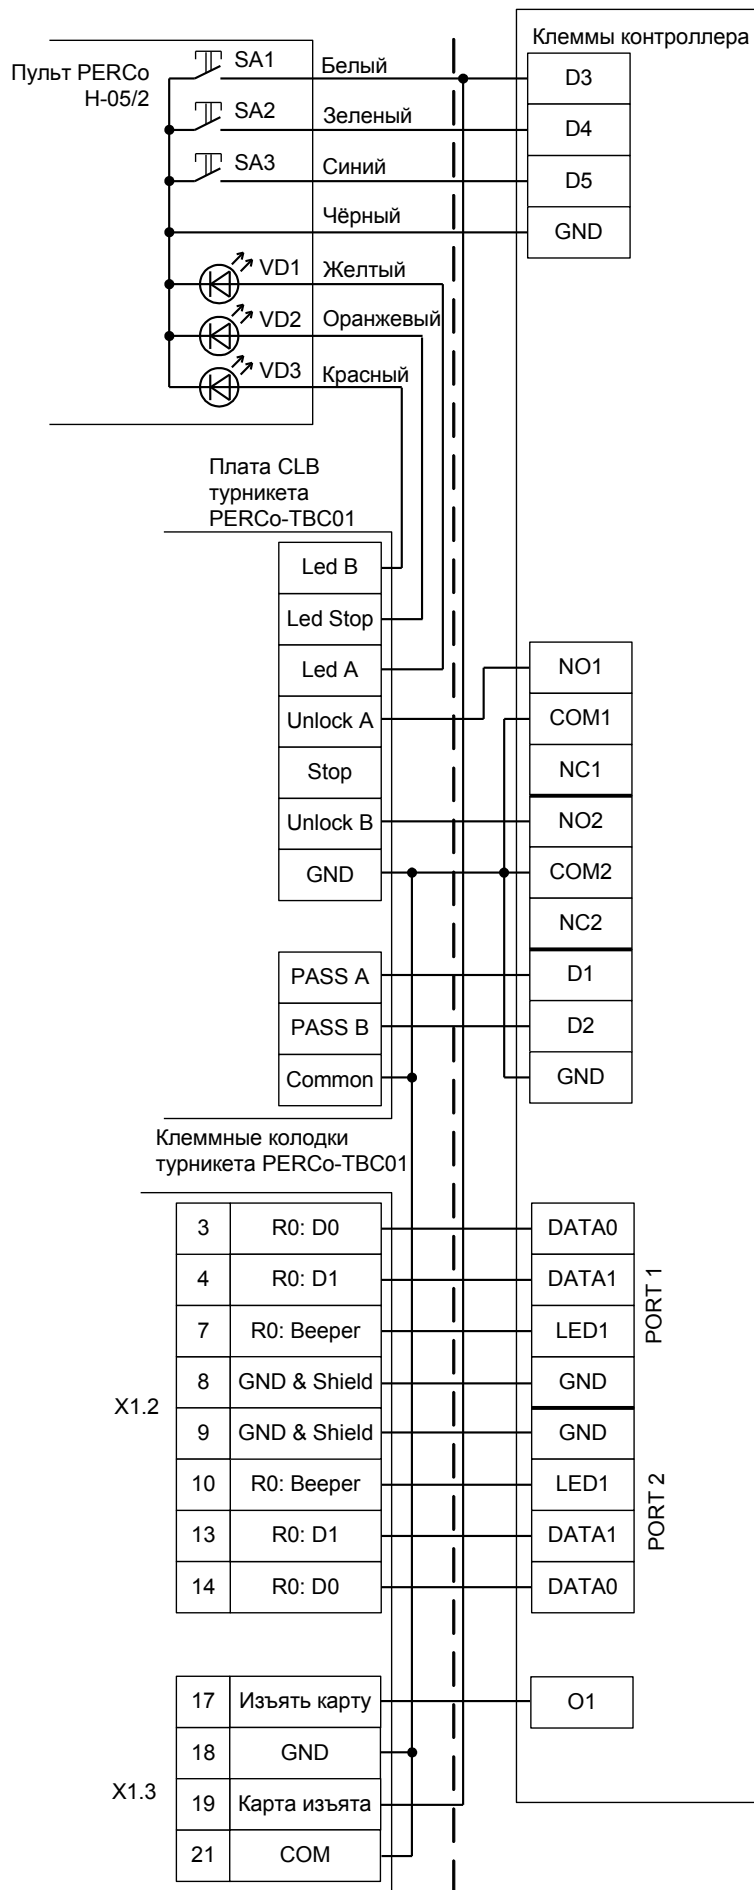 Клеммы контроллера
Пульт PERCo
Н-05/2
SA1
Белый
D3
SA2
Зеленый
D4
SA3
Синий
D5
Чёрный
GND
VD1
Желтый
VD2
Оранжевый
VD3
Красный
Плата CLB
турникета
PERCo-TBC01
Led B
Led Stop
Led A
NO1
Unlock A
COM1
Stop
NC1
Unlock B
NO2
GND
COM2
NC2
PASS A
D1
PASS B
D2
Common
GND
Клеммные колодки
турникета PERCo-TBC01
3
R0: D0
DATA0
4
R0: D1
DATA1
PORT 1
7
R0: Beeper
LED1
8
GND & Shield
GND
X1.2
9
GND & Shield
GND
10
R0: Beeper
LED1
PORT 2
13
R0: D1
DATA1
14
R0: D0
DATA0
17
Изъять карту
O1
18
GND
X1.3
19
Карта изъята
21
COM